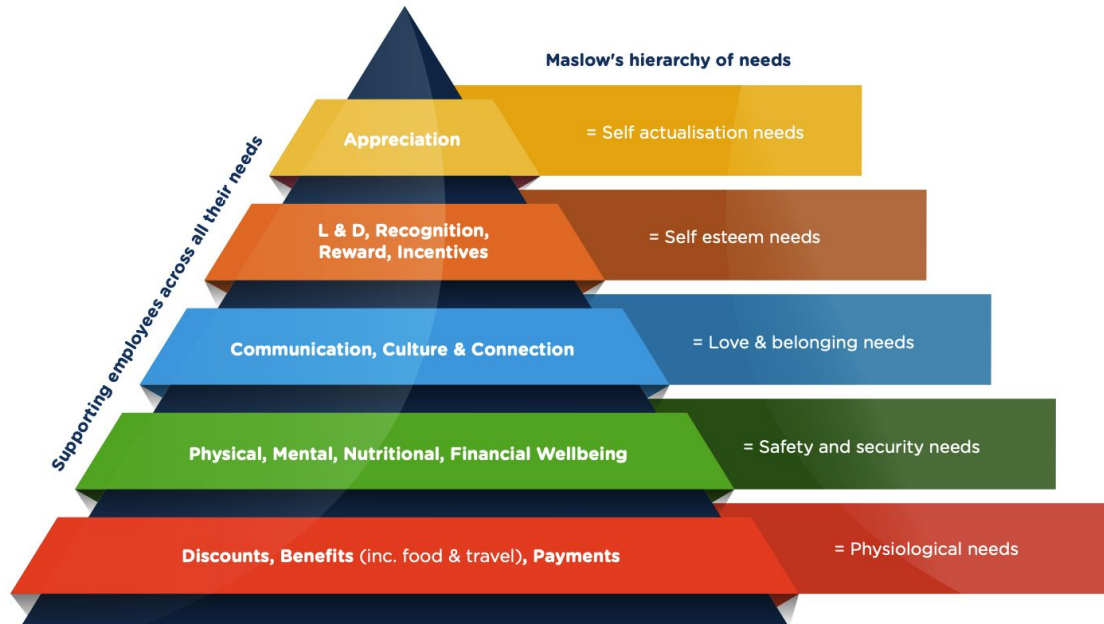 Maslow's hierarchy of needs
Supporting employees across all their needs
Appreciation
= Self actualisation needs
L & D, Recognition,
Reward, Incentives
= Self esteem needs
Communication, Culture & Connection
= Love & belonging needs
Physical, Mental, Nutritional, Financial Wellbeing
= Safety and security needs
Discounts, Benefits (inc. food & travel), Payments
= Physiological needs